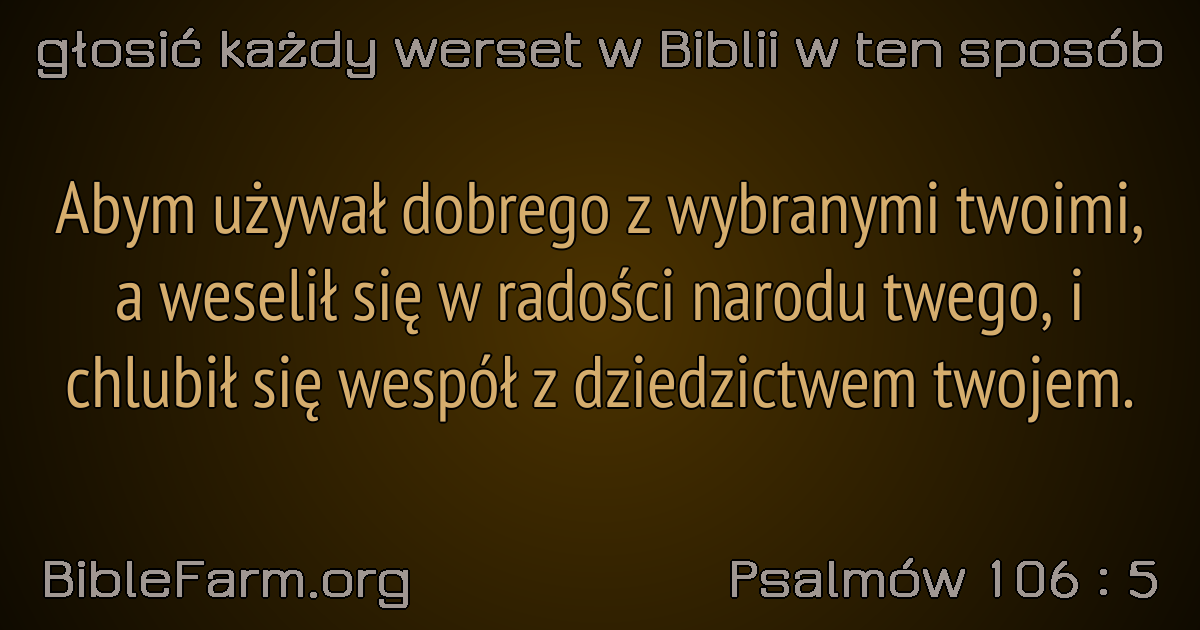 głosić każdy werset w Biblii w ten sposób
Abym używał dobrego z wybranymi twoimi,
a weselił się w radości narodu twego, i
chlubił się wespół z dziedzictwem twojem.
BibleFarm.org
Psalmów 106 : 5